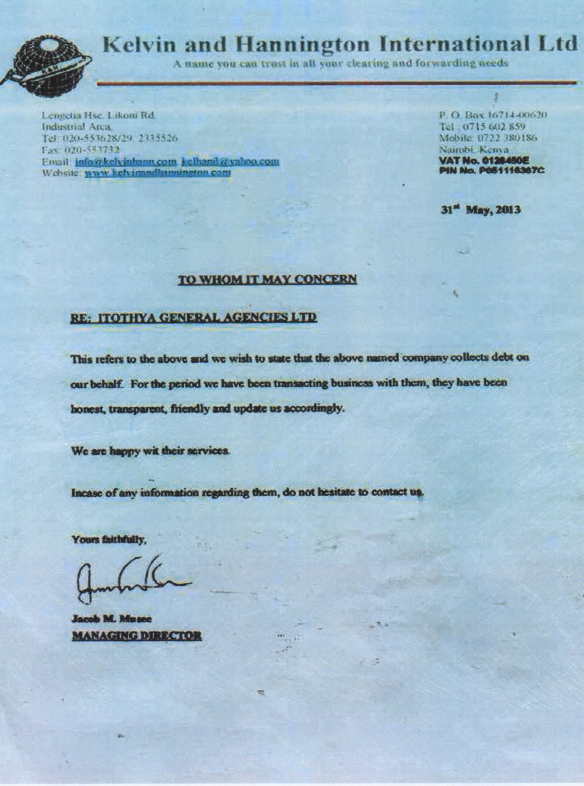 Kelvin and Hannington International Ltd
A name you can trust in all your clearing and forwarding needs
Lengetia Hse. Likoni Rd.
Industrial Area,
Tel: 020-553628/29, 2335526
Fax: 020-553732
Email: info@kelvinhann.com, kelhanil@yahoo.com
Website: www.kelvinandhannington.com
P. O. Box 16714-00620
Tel : 0715 602 859
Mobile: 0722 380186
Nairobi, Kenya
VAT No.
PIN No.
31st May, 2013
TO WHOM IT MAY CONCERN
RE: ITOTHYA GENERAL AGENCIES LTD
This refers to the above and we wish to state that the above named company collects debt on
our behalf. For the period we have been transacting business with them, they have been
honest, transparent, friendly and update us accordingly.
We are happy wit their services.
Incase of any information regarding them, do not hesitate to contact us.
Yours faithfully,
Jacob M. Musee
MANAGING DIRECTOR